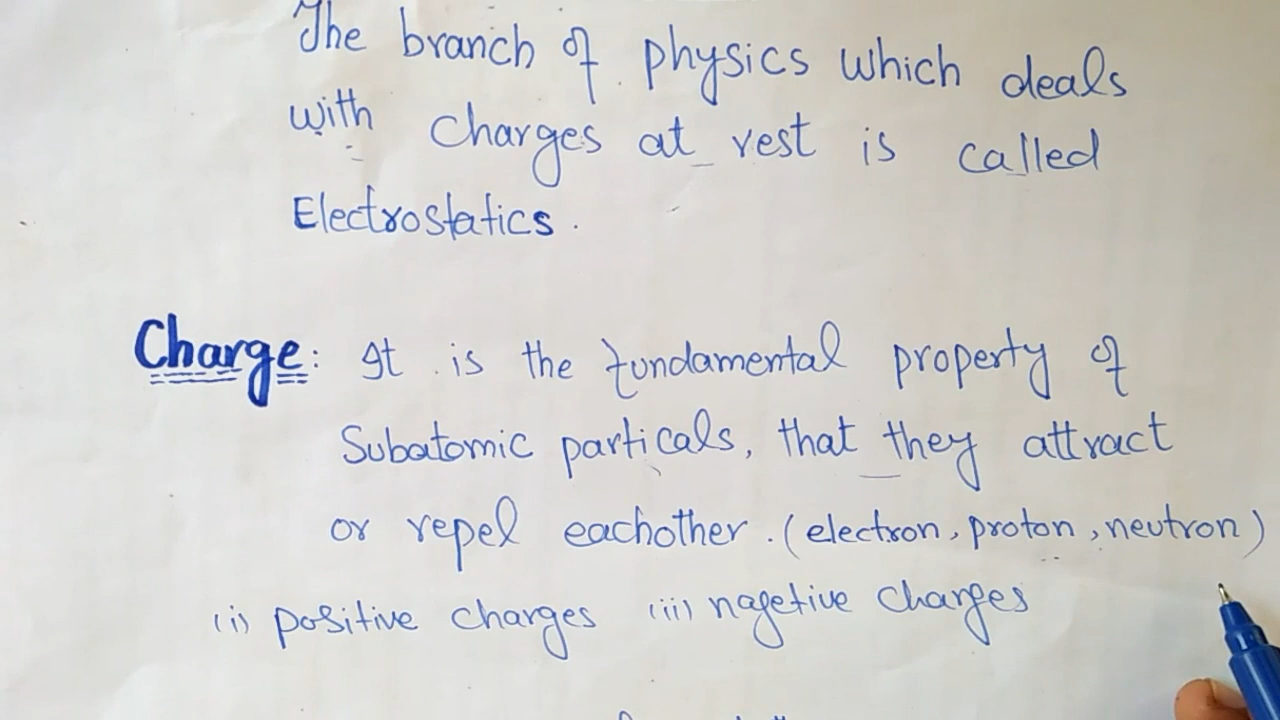 The branch of physics which deals
with charges at rest is called
Electrostatics.
Charge: It is the fundamental property of
Subatomic particals, that they attract
or repel eachother. (electron, proton, neutron)
(i) positive charges (ii) nagetive charges